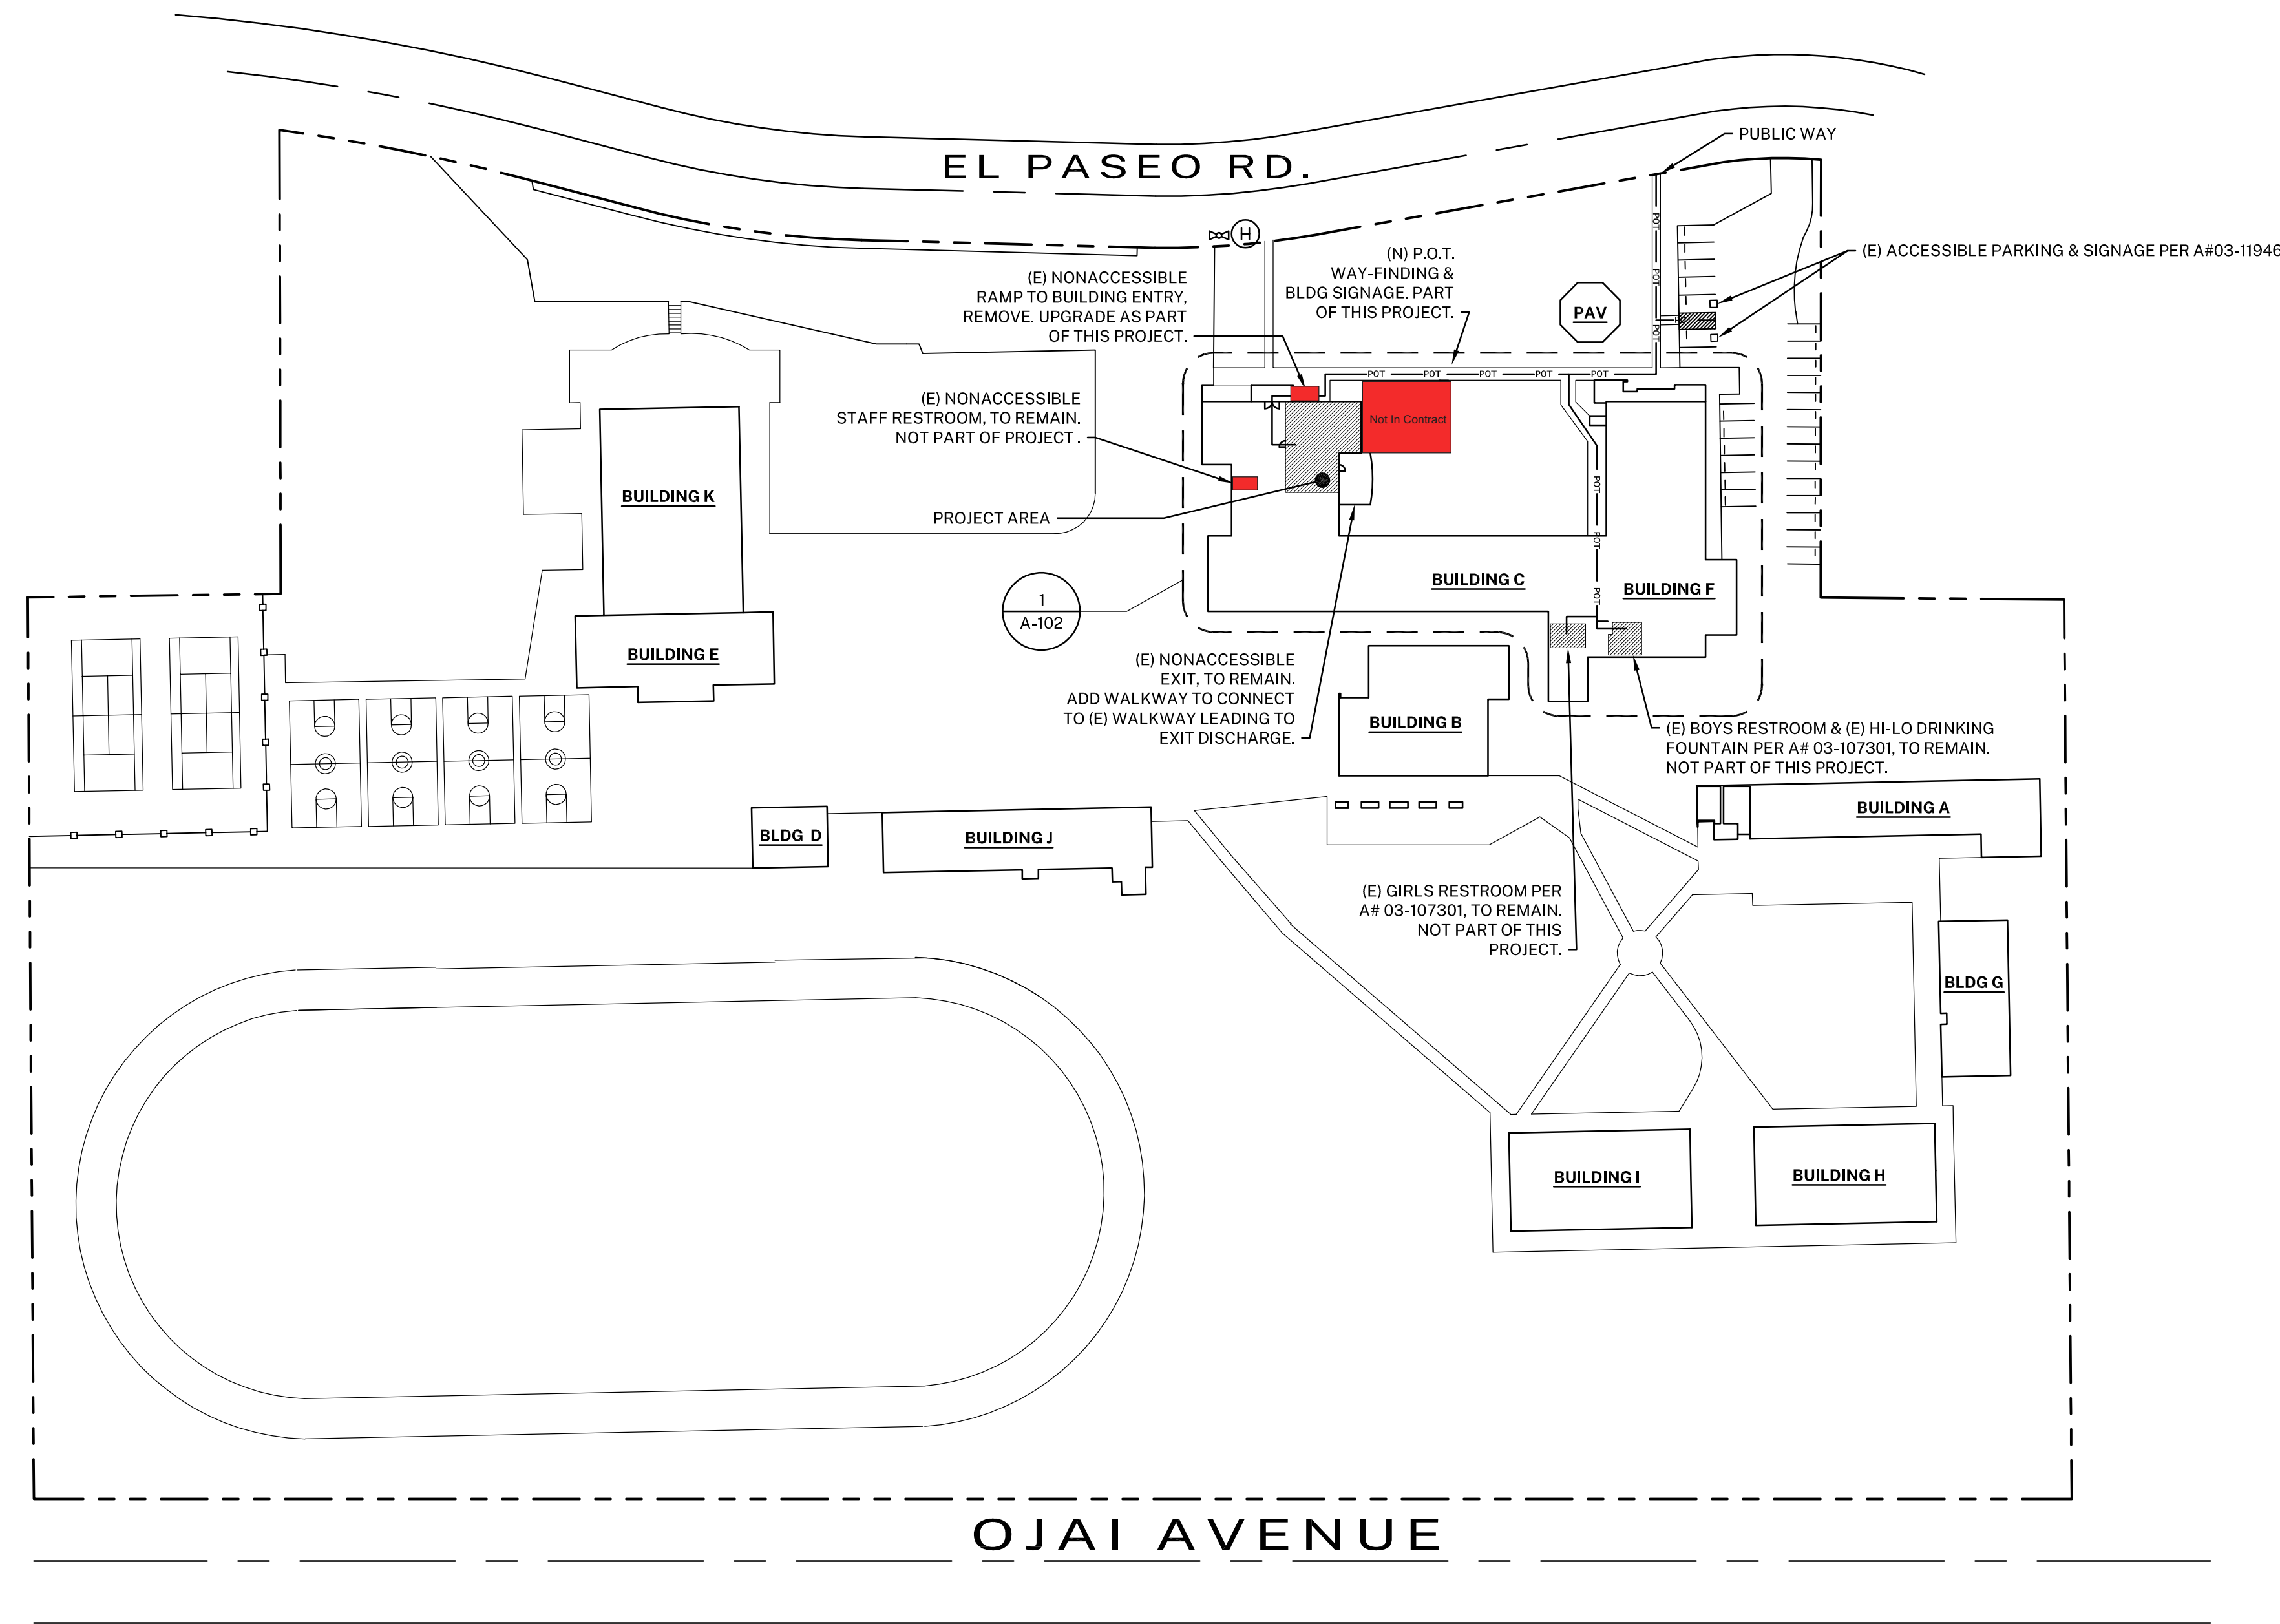 EL PASEO RD.
PUBLIC WAY
POT
POT
POT
POT
H
(E) ACCESSIBLE PARKING & SIGNAGE PER A#03-11946
(N) P.O.T.
WAY-FINDING &
BLDG SIGNAGE. PART
OF THIS PROJECT.
(E) NONACCESSIBLE
RAMP TO BUILDING ENTRY,
REMOVE. UPGRADE AS PART
OF THIS PROJECT.
PAV
POT
POT
POT
POT
POT
(E) NONACCESSIBLE
STAFF RESTROOM, TO REMAIN.
NOT PART OF PROJECT .
Not In Contract
BUILDING K
PROJECT AREA
POT
POT
POT
BUILDING C
BUILDING F
1
A-102
BUILDING E
(E) NONACCESSIBLE
EXIT, TO REMAIN.
ADD WALKWAY TO CONNECT
TO (E) WALKWAY LEADING TO
EXIT DISCHARGE.
BUILDING B
(E) BOYS RESTROOM & (E) HI-LO DRINKING
FOUNTAIN PER A# 03-107301, TO REMAIN.
NOT PART OF THIS PROJECT.
BUILDING A
BLDG D
BUILDING J
(E) GIRLS RESTROOM PER
A# 03-107301, TO REMAIN.
NOT PART OF THIS
PROJECT.
BLDG G
BUILDING I
BUILDING H
OJAI AVENUE